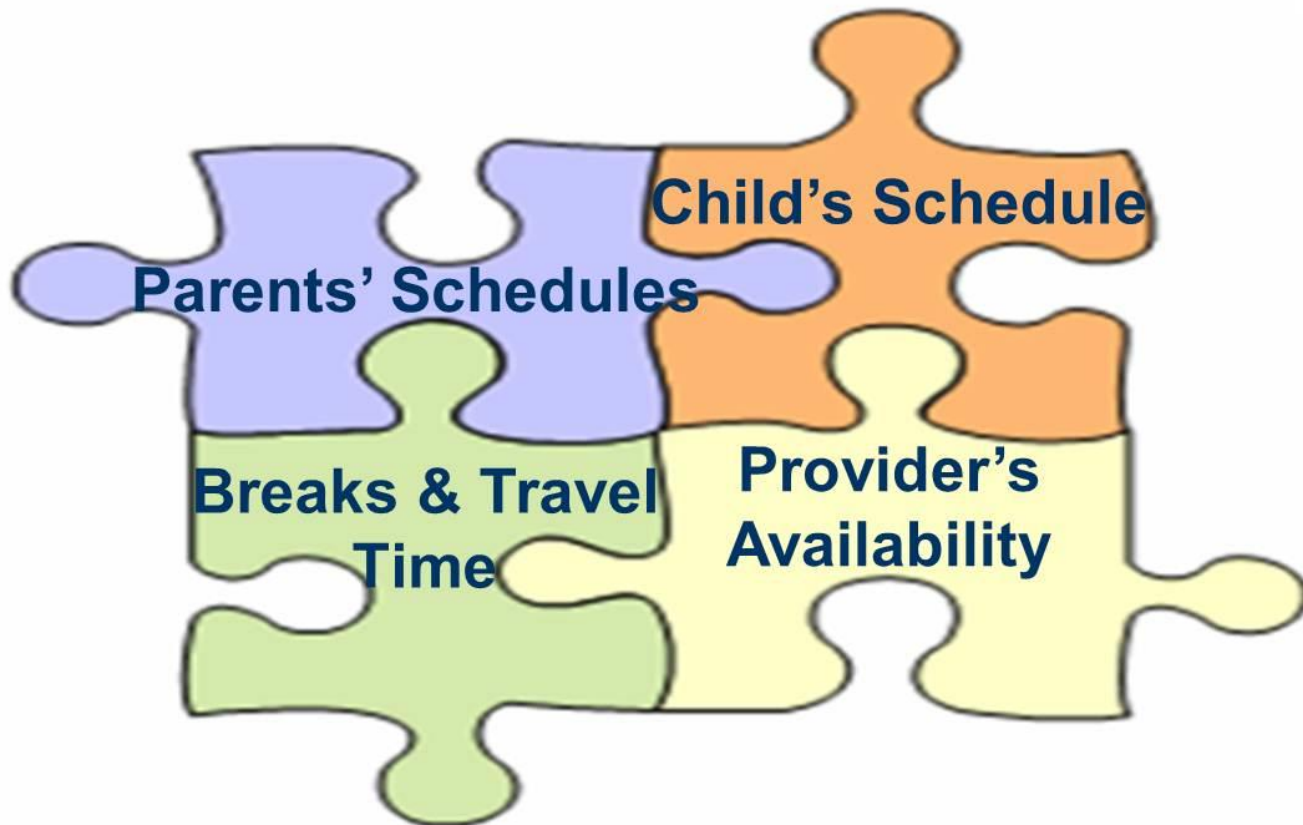 Parents’ Schedules
Child’s Schedule
Breaks & Travel
Time
Provider’s
Availability